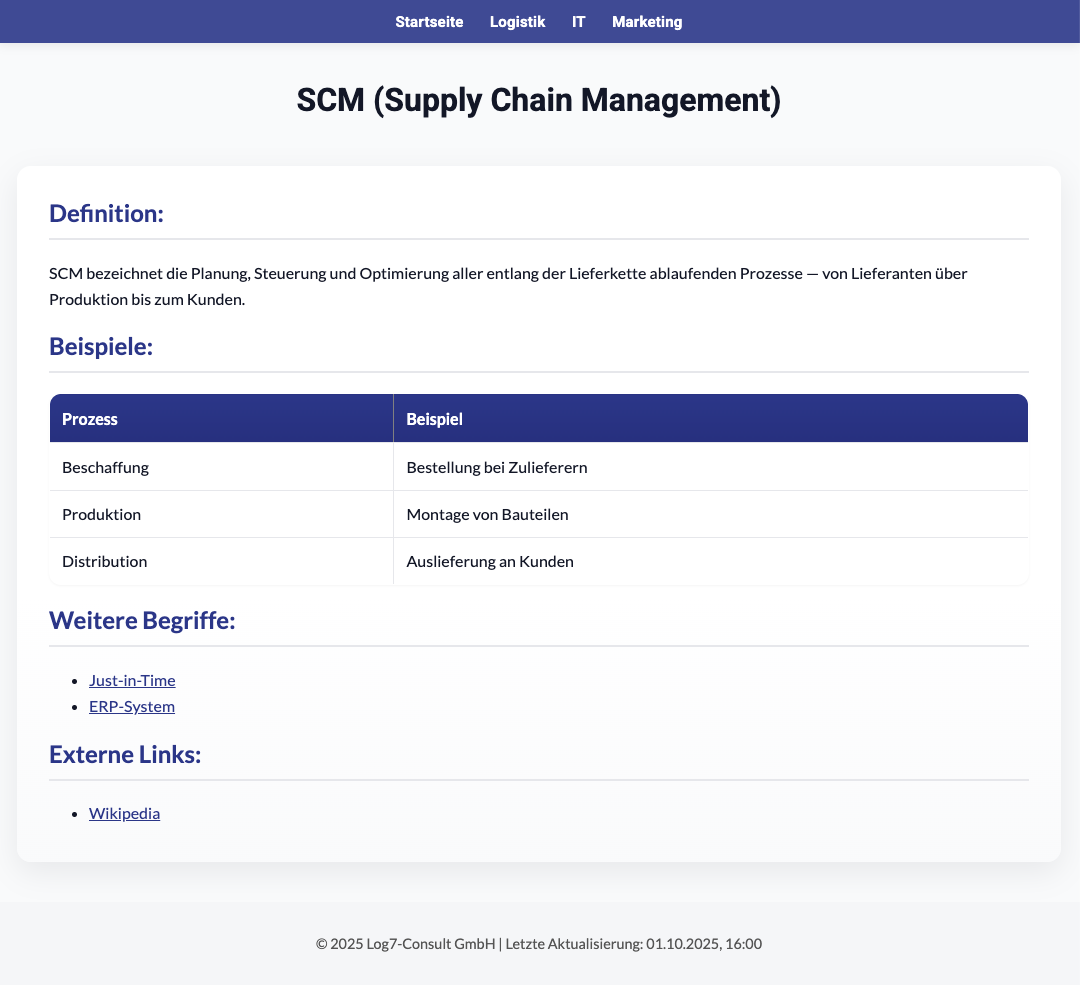 Startseite Logistik IT Marketing
SCM (Supply Chain Management)
Definition:
SCM bezeichnet die Planung, Steuerung und Optimierung aller entlang der Lieferkette ablaufenden Prozesse — von Lieferanten über
Produktion bis zum Kunden.
Beispiele:
Prozess Beispiel
Beschaffung Bestellung bei Zulieferern
Produktion Montage von Bauteilen
Distribution Auslieferung an Kunden
Weitere Begriffe:
• Just-in-Time
• ERP-System
Externe Links:
• Wikipedia
© 2025 Log7-Consult GmbH | Letzte Aktualisierung: 01.10.2025, 16:00